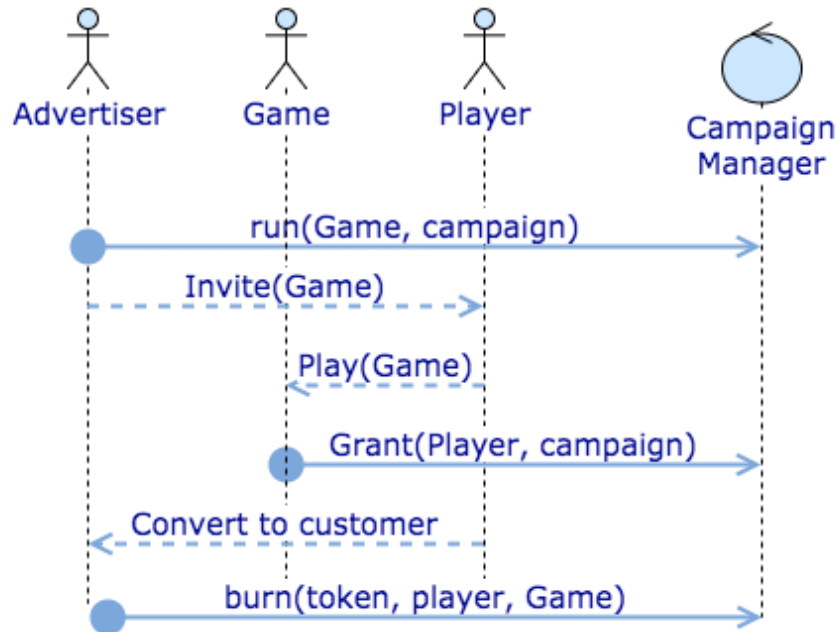 Advertiser
Game
Player
Campaign
Manager
run(Game, campaign)
Invite(Game)
Play(Game)
Grant(Player, campaign)
Convert to customer
burn(token, player, Game)